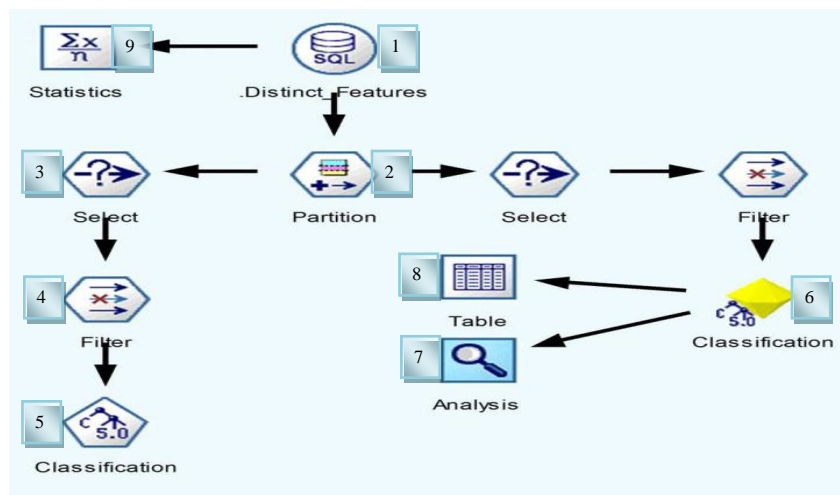 Σx
n
9
SQL
1
Statistics
.Distinct_Features
3
-?
2
-?
Select
Partition
Select
Filter
4
8
6
C 5.0
Filter
Table
Classification
7
5
C 5.0
Analysis
Classification